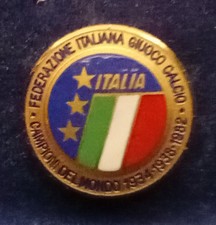 · FEDERAZIONE ITALIANA GIUOCO CALCIO ·
ITALIA
CAMPIONI DEL MONDO 1934·1938·1982